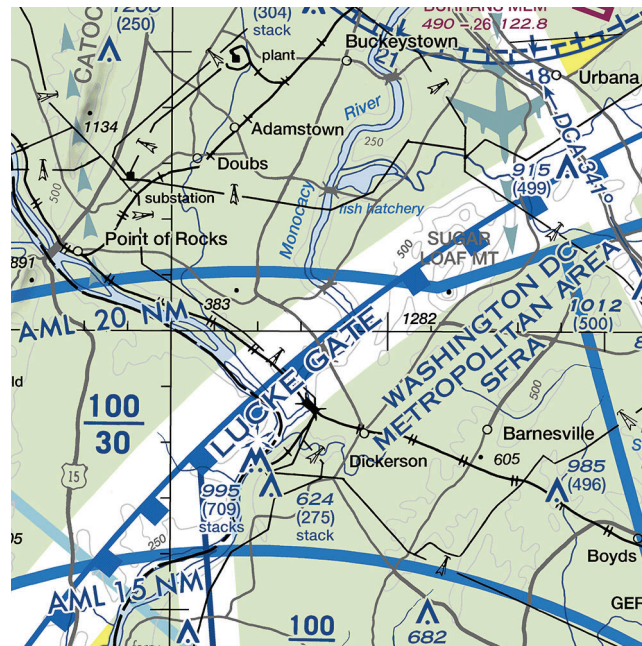 (250)
CATOC
(304)
stack
plant
490 - 26 122.8
Buckeystown
21
18
Urbana
DCA 341°
River
250
1134
Adamstown
Doubs
915
(499)
500
substation
fish hatchery
Monocacy
Point of Rocks
500
SUGAR
LOAF MT
891
383
AML 20 NM
1282
1012
(500)
WASHINGTON DC
METROPOLITAN AREA
SFRA
LUCKE GATE
100
30
500
Barnesville
Dickerson
605
15
995
(709)
stacks
624
(275)
stack
985
(496)
250
Boyds
AML 15 NM
100
682
GEF